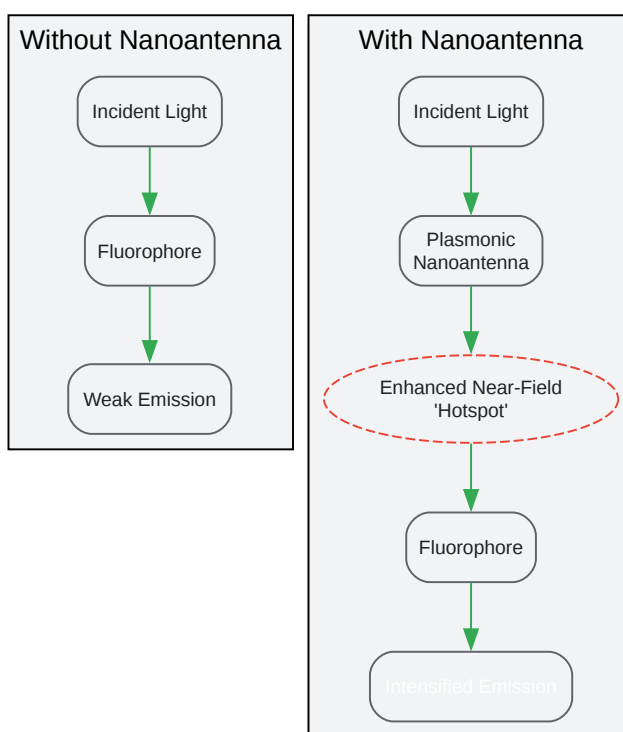 Without Nanoantenna
Incident Light
Fluorophore
Weak Emission
With Nanoantenna
Incident Light
Plasmonic
Nanoantenna
Enhanced Near-Field
'Hotspot'
Fluorophore
Intensified Emission